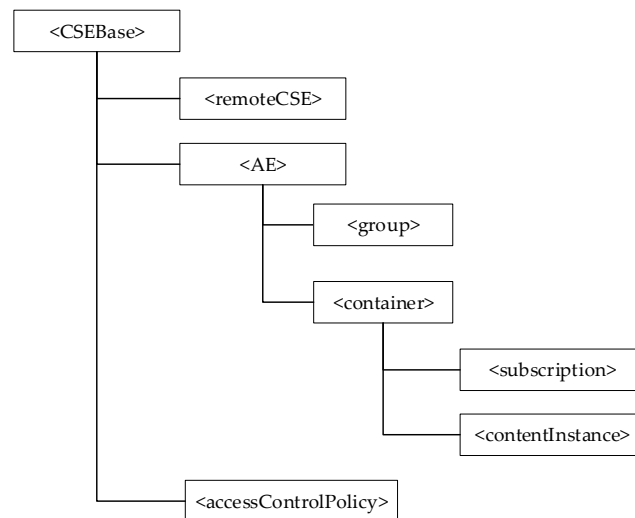 <CSEBase>
<remoteCSE>
<AE>
<group>
<container>
<subscription>
<contentInstance>
<accessControlPolicy>